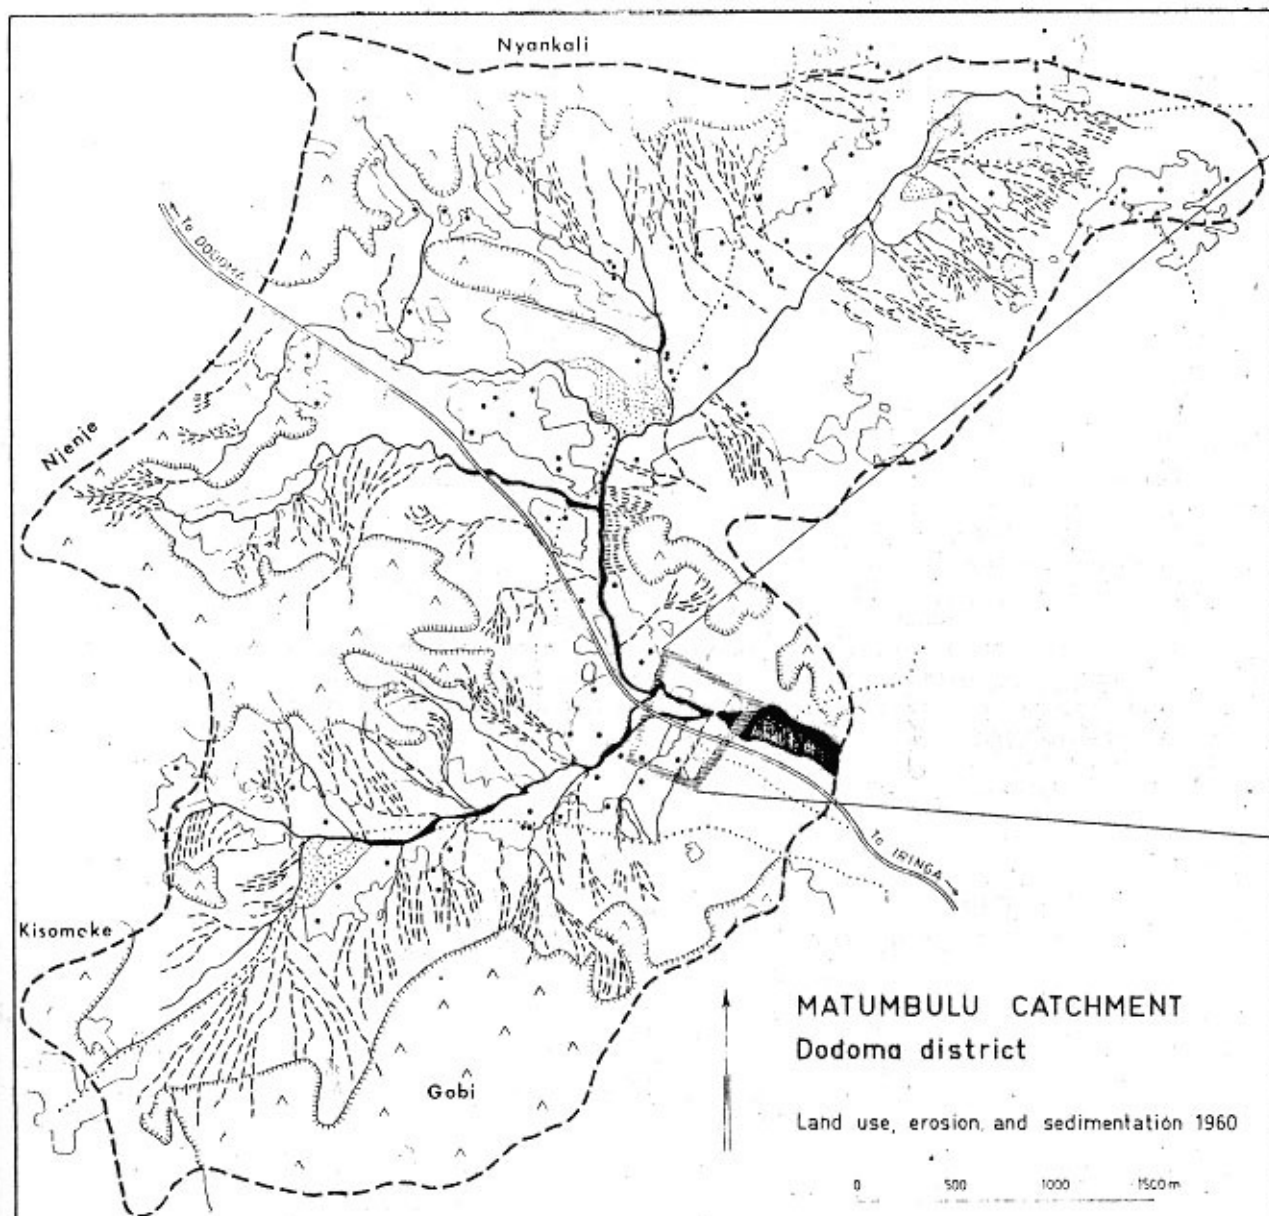 Nyankali
To DODOMA
Njenje
To IRINGA
Kisomeke
Gobi
MATUMBULU CATCHMENT
Dodoma district
Land use, erosion, and sedimentation 1960
0 500 1000 1500 m